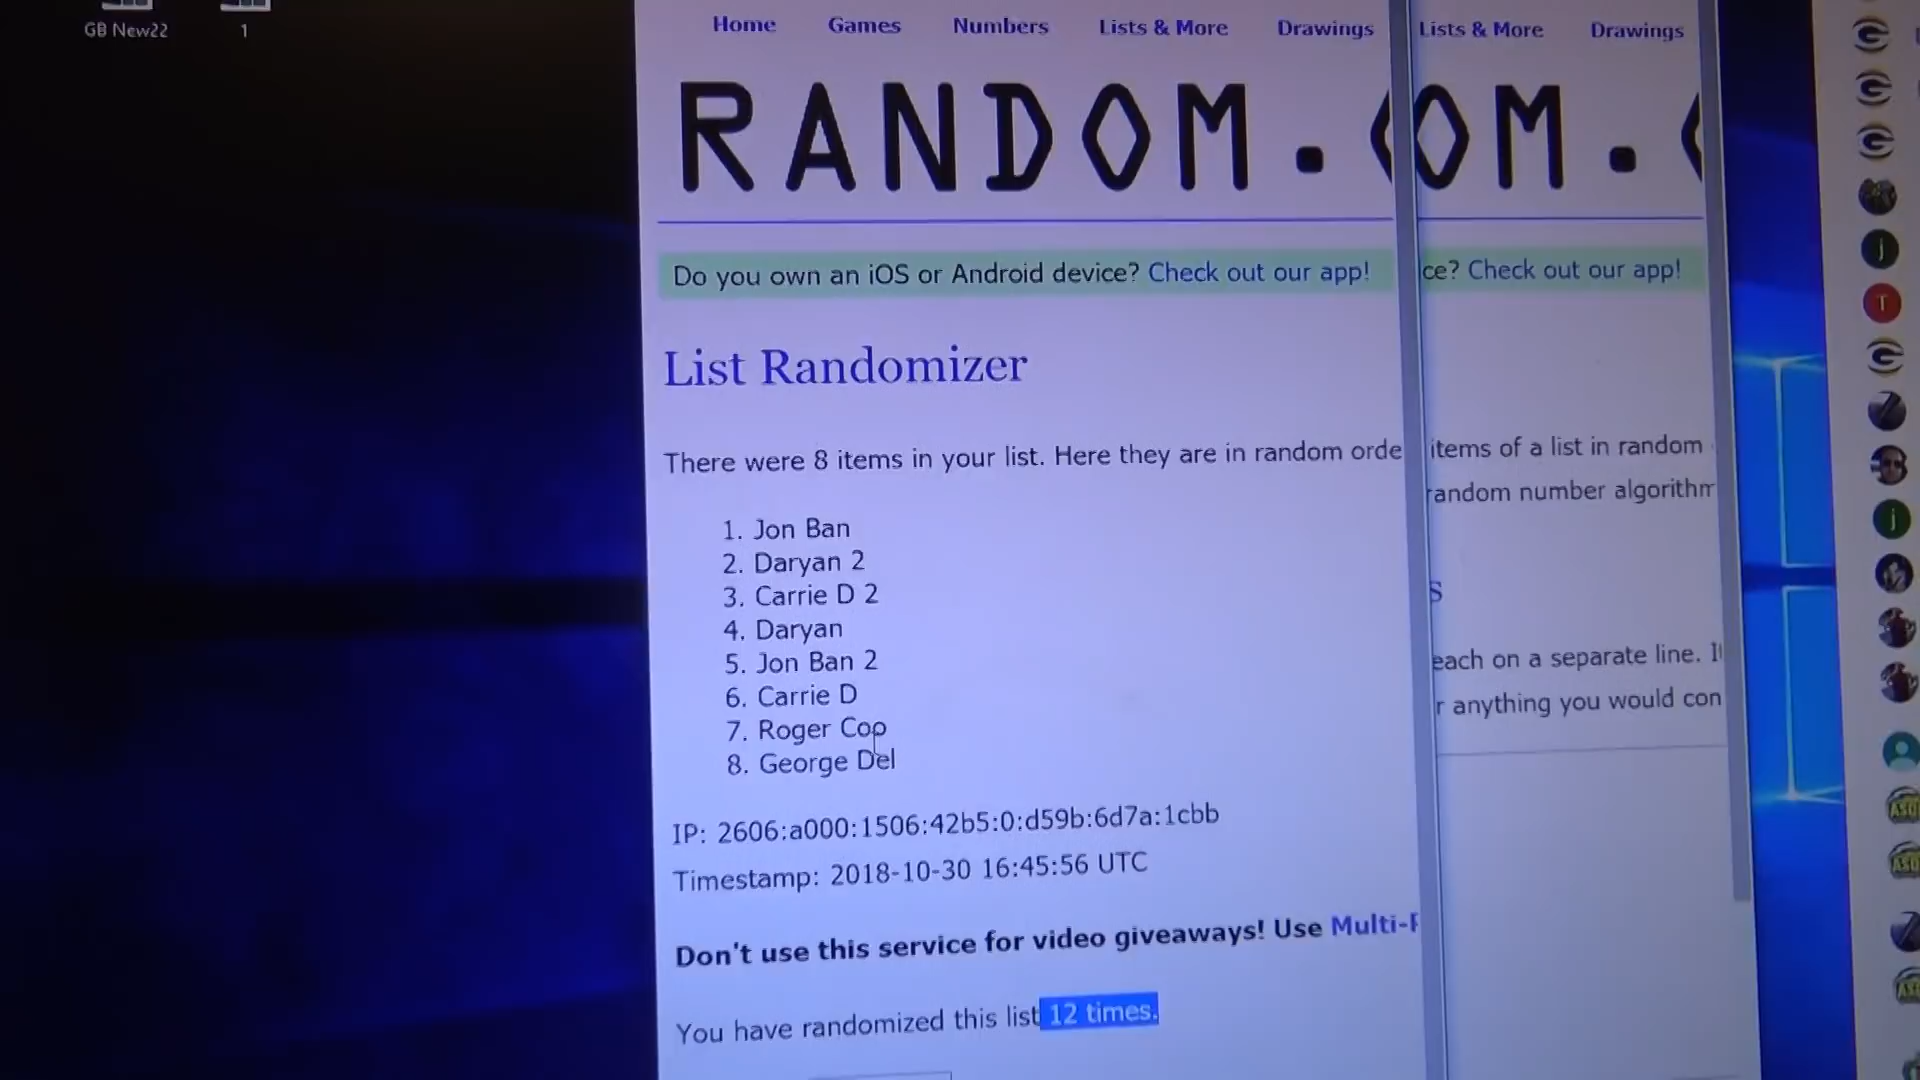 GB New22
1
Home Games Numbers Lists & More Drawings
Lists & More Drawings
RANDOM.
OM.
Do you own an iOS or Android device? Check out our app!
ce? Check out our app!
List Randomizer
There were 8 items in your list. Here they are in random orde
items of a list in random
random number algorithm
1. Jon Ban
2. Daryan 2
3. Carrie D 2
4. Daryan
5. Jon Ban 2
6. Carrie D
7. Roger Cop
8. George Del
s
each on a separate line.
r anything you would con
IP: 2606:a000:1506:42b5:0:d59b:6d7a:1cbb
Timestamp: 2018-10-30 16:45:56 UTC
Don't use this service for video giveaways! Use Multi-
You have randomized this list 12 times.
j
T
j